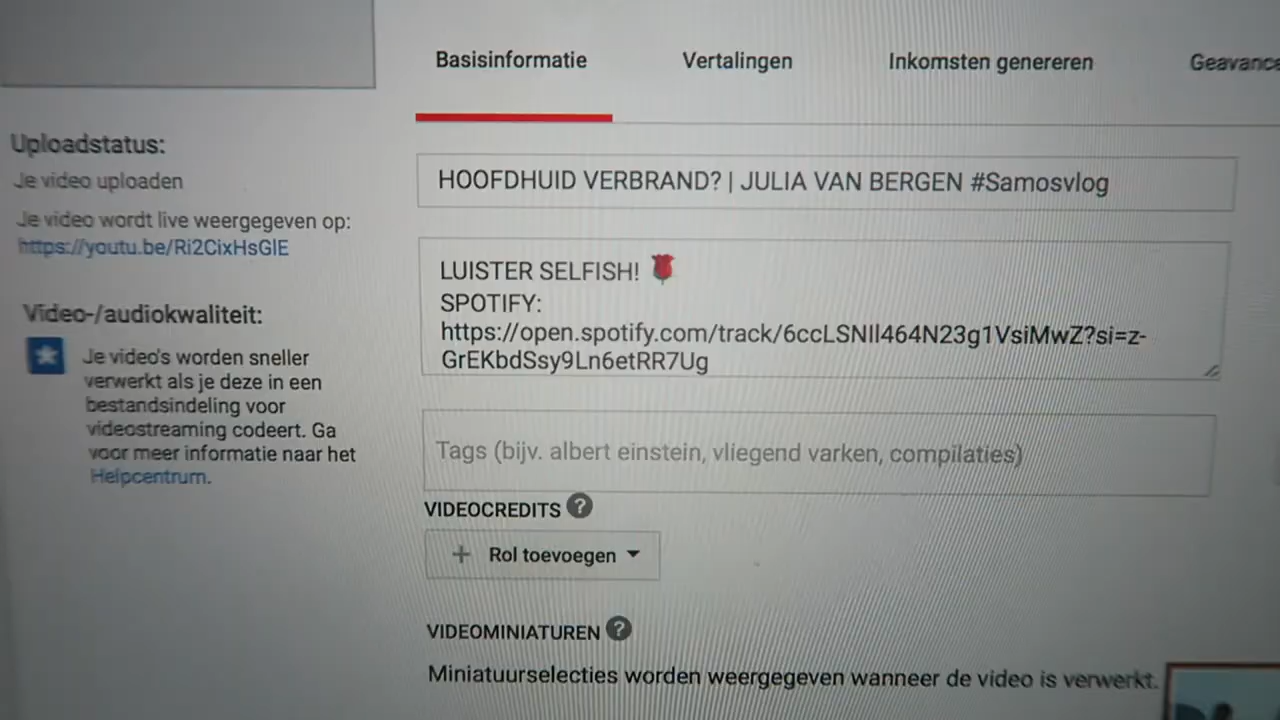 Basisinformatie
Vertalingen
Inkomsten genereren
Uploadstatus:
Je video uploaden
Je video wordt live weergegeven op:
https://youtu.be/Ri2CixHsGlE
Video-/audiokwaliteit:
Je video's worden sneller
verwerkt als je deze in een
bestandsindeling voor
videostreaming codeert. Ga
voor meer informatie naar het
Helpcentrum.
HOOFDHUID VERBRAND? | JULIA VAN BERGEN #Samosvlog
LUISTER SELFISH! 🌹
SPOTIFY:
https://open.spotify.com/track/6ccLSNIl464N23g1VsiMwZ?si=z-
GrEKbdSsy9Ln6etRR7Ug
Tags (bijv. albert einstein, vliegend varken, compilaties)
VIDEOCREDITS ?
+ Rol toevoegen
VIDEOMINIATUREN ?
Miniatuurselecties worden weergegeven wanneer de video is verwerkt.